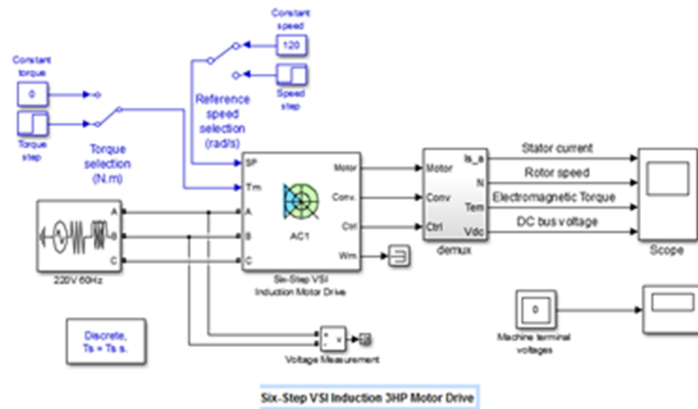 Constant
speed
120
Speed
step
Constant
torque
0
Torque
step
Torque
selection
(N.m)
Reference
speed
selection
(rad/s)
SP
Tm
A
B
C
Motor
Conv.
Ctrl
Wm
AC1
Six-Step VSI
Induction Motor Drive
A
B
C
220V 60Hz
Motor
Conv
Ctrl
Is_a
N
Tem
Vdc
demux
Stator current
Rotor speed
Electromagnetic Torque
DC bus voltage
Scope
Discrete,
Ts = Ts s.
+
-
v
Voltage Measurement
0
Machine terminal
voltages
Six-Step VSI Induction 3HP Motor Drive